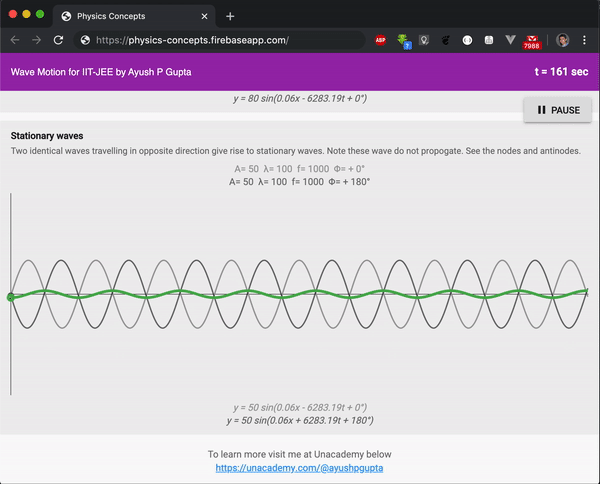 Physics Concepts
https://physics-concepts.firebaseapp.com/
ABP
7
7988
Wave Motion for IIT-JEE by Ayush P Gupta
t = 161 sec
y = 80 sin(0.06x - 6283.19t + 0°)
PAUSE
Stationary waves
Two identical waves travelling in opposite direction give rise to stationary waves. Note these wave do not propogate. See the nodes and antinodes.
A= 50 λ= 100 f= 1000 Φ= + 0°
A= 50 λ= 100 f= 1000 Φ= + 180°
y = 50 sin(0.06x - 6283.19t + 0°)
y = 50 sin(0.06x + 6283.19t + 180°)
To learn more visit me at Unacademy below
https://unacademy.com/@ayushpgupta